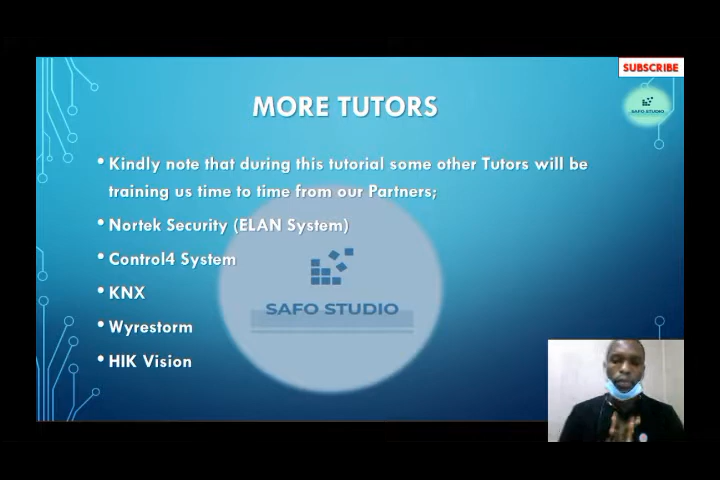 SUBSCRIBE
MORE TUTORS
SAFO STUDIO
• Kindly note that during this tutorial some other Tutors will be
training us time to time from our Partners;
• Nortek Security (ELAN System)
• Control4 System
• KNX
• Wyrestorm
• HIK Vision
SAFO STUDIO